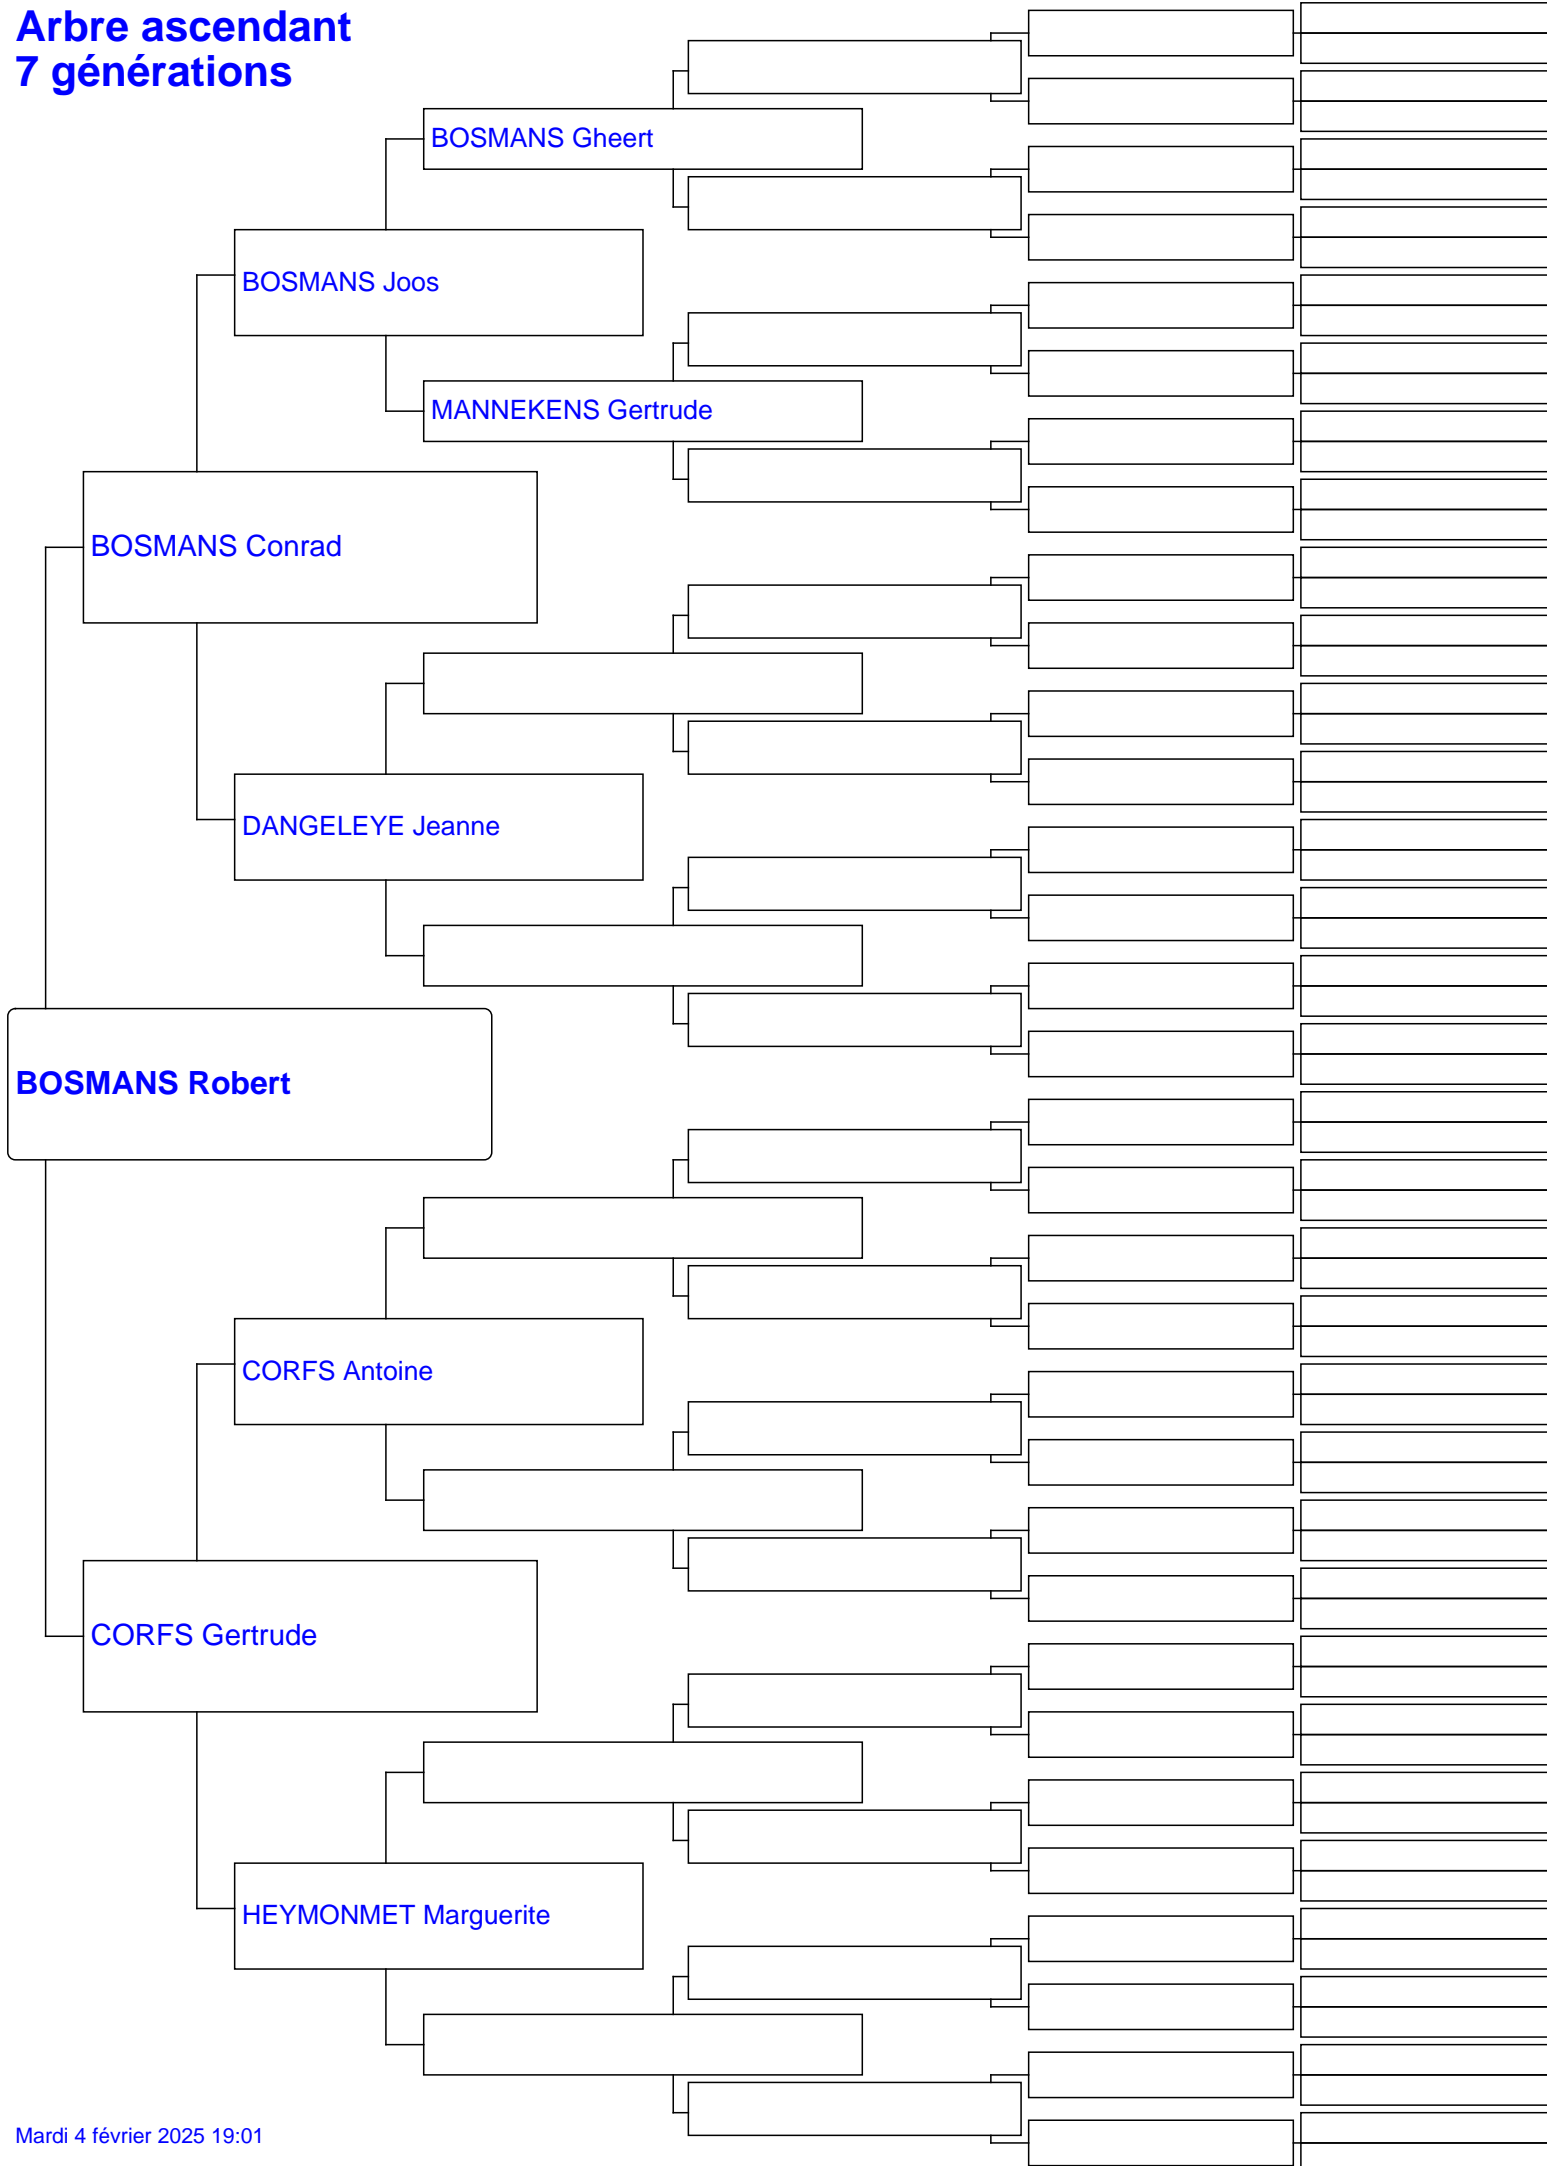 Arbre ascendant
7 générations
BOSMANS Gheert
BOSMANS Joos
MANNEKENS Gertrude
BOSMANS Conrad
DANGELEYE Jeanne
BOSMANS Robert
CORFS Antoine
CORFS Gertrude
HEYMONMET Marguerite
Mardi 4 février 2025 19:01